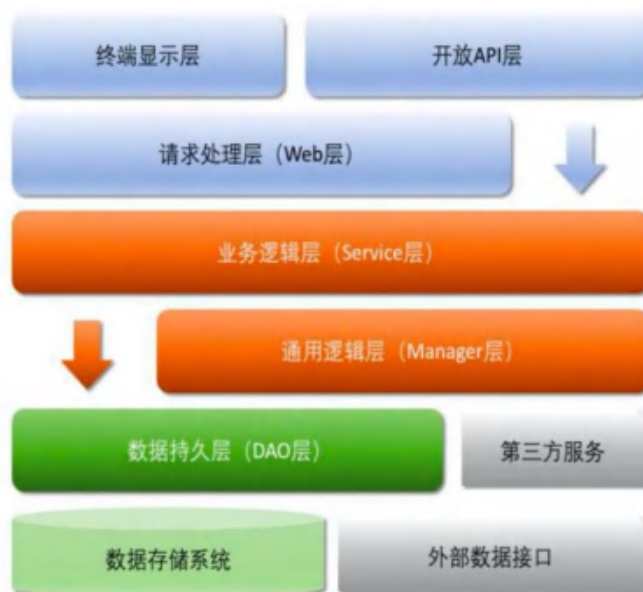 终端显示层
开放API层
请求处理层（Web层）
业务逻辑层（Service层）
通用逻辑层（Manager层）
数据持久层（DAO层）
第三方服务
数据存储系统
外部数据接口